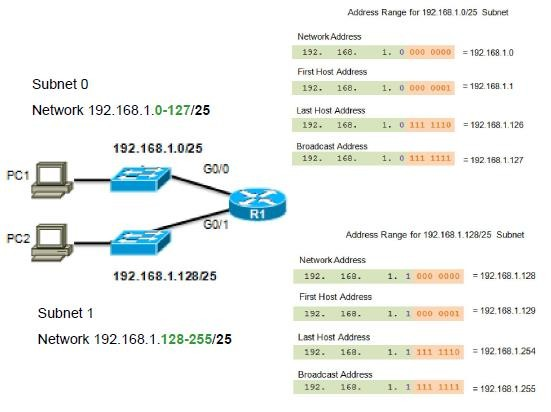 Address Range for 192.168.1.0/25 Subnet
Network Address
192. 168. 1. 0 000 0000 = 192.168.1.0
First Host Address
192. 168. 1. 0 000 0001 = 192.168.1.1
Last Host Address
192. 168. 1. 0 111 1110 = 192.168.1.126
Broadcast Address
192. 168. 1. 0 111 1111 = 192.168.1.127
Subnet 0
Network 192.168.1.0-127/25
192.168.1.0/25
PC1
G0/0
R1
G0/1
PC2
192.168.1.128/25
Subnet 1
Network 192.168.1.128-255/25
Address Range for 192.168.1.128/25 Subnet
Network Address
192. 168. 1. 1 000 0000 = 192.168.1.128
First Host Address
192. 168. 1. 1 000 0001 = 192.168.1.129
Last Host Address
192. 168. 1. 1 111 1110 = 192.168.1.254
Broadcast Address
192. 168. 1. 1 111 1111 = 192.168.1.255